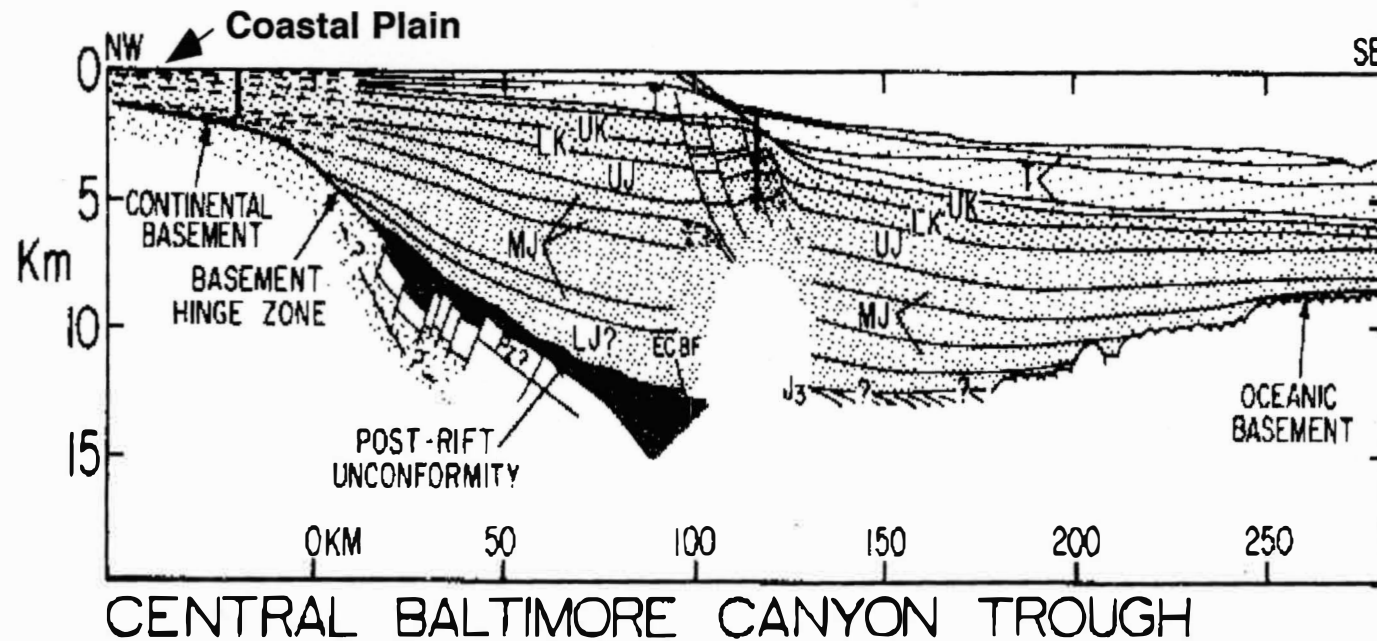 Coastal Plain
NW
SE
0
5
Km
10
15
CONTINENTAL
BASEMENT
BASEMENT
HINGE ZONE
UK
LK
UJ
MJ
LJ?
ECBF
PZ?
?
?
POST-RIFT
UNCONFORMITY
T
UK
LK
UJ
MJ
J3 ? ?
OCEANIC
BASEMENT
0KM 50 100 150 200 250
CENTRAL BALTIMORE CANYON TROUGH